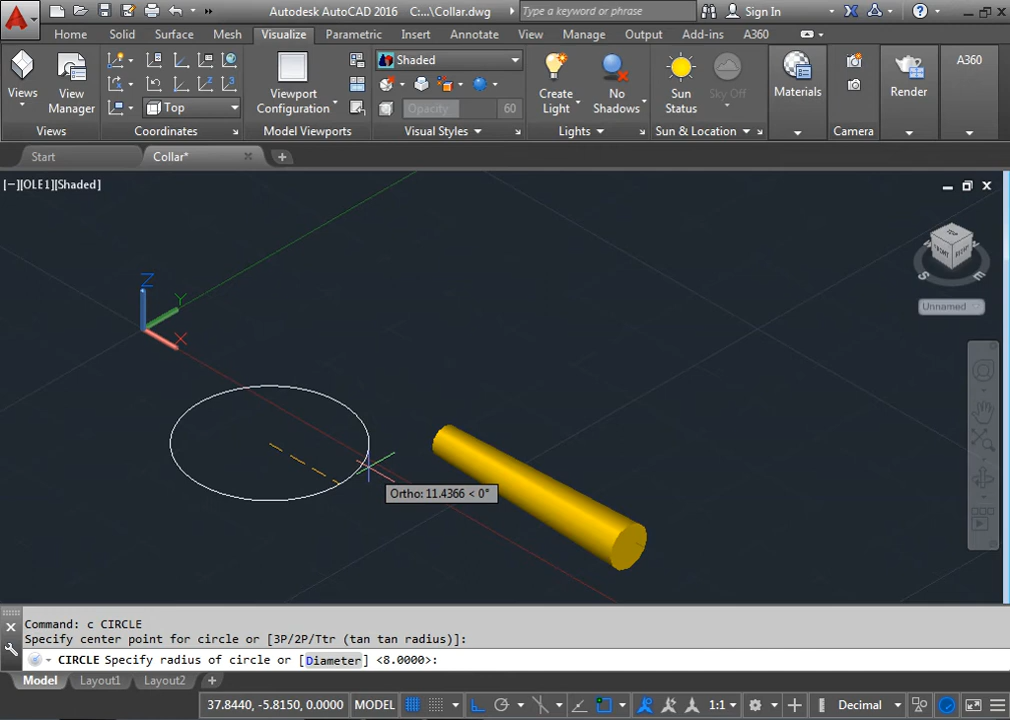 Autodesk AutoCAD 2016 C:...\Collar.dwg
Type a keyword or phrase
Sign In
Home Solid Surface Mesh Visualize Parametric Insert Annotate View Manage Output Add-ins A360
Views
View Manager
Views
Top
Coordinates
Viewport Configuration
Model Viewports
Shaded
Opacity 60
Visual Styles
Create Light
No Shadows
Lights
Sun Status
Sky Off
Sun & Location
Materials
Camera
Render
A360
Start
Collar*
[−][OLE1][Shaded]
TOP
FRONT
RIGHT
S
E
Unnamed
Z
Y
X
Ortho: 11.4366 < 0°
Command: c CIRCLE
Specify center point for circle or [3P/2P/Ttr (tan tan radius)]:
CIRCLE Specify radius of circle or [Diameter] <8.0000>:
Model Layout1 Layout2
37.8440, -5.8150, 0.0000 MODEL 1:1 Decimal